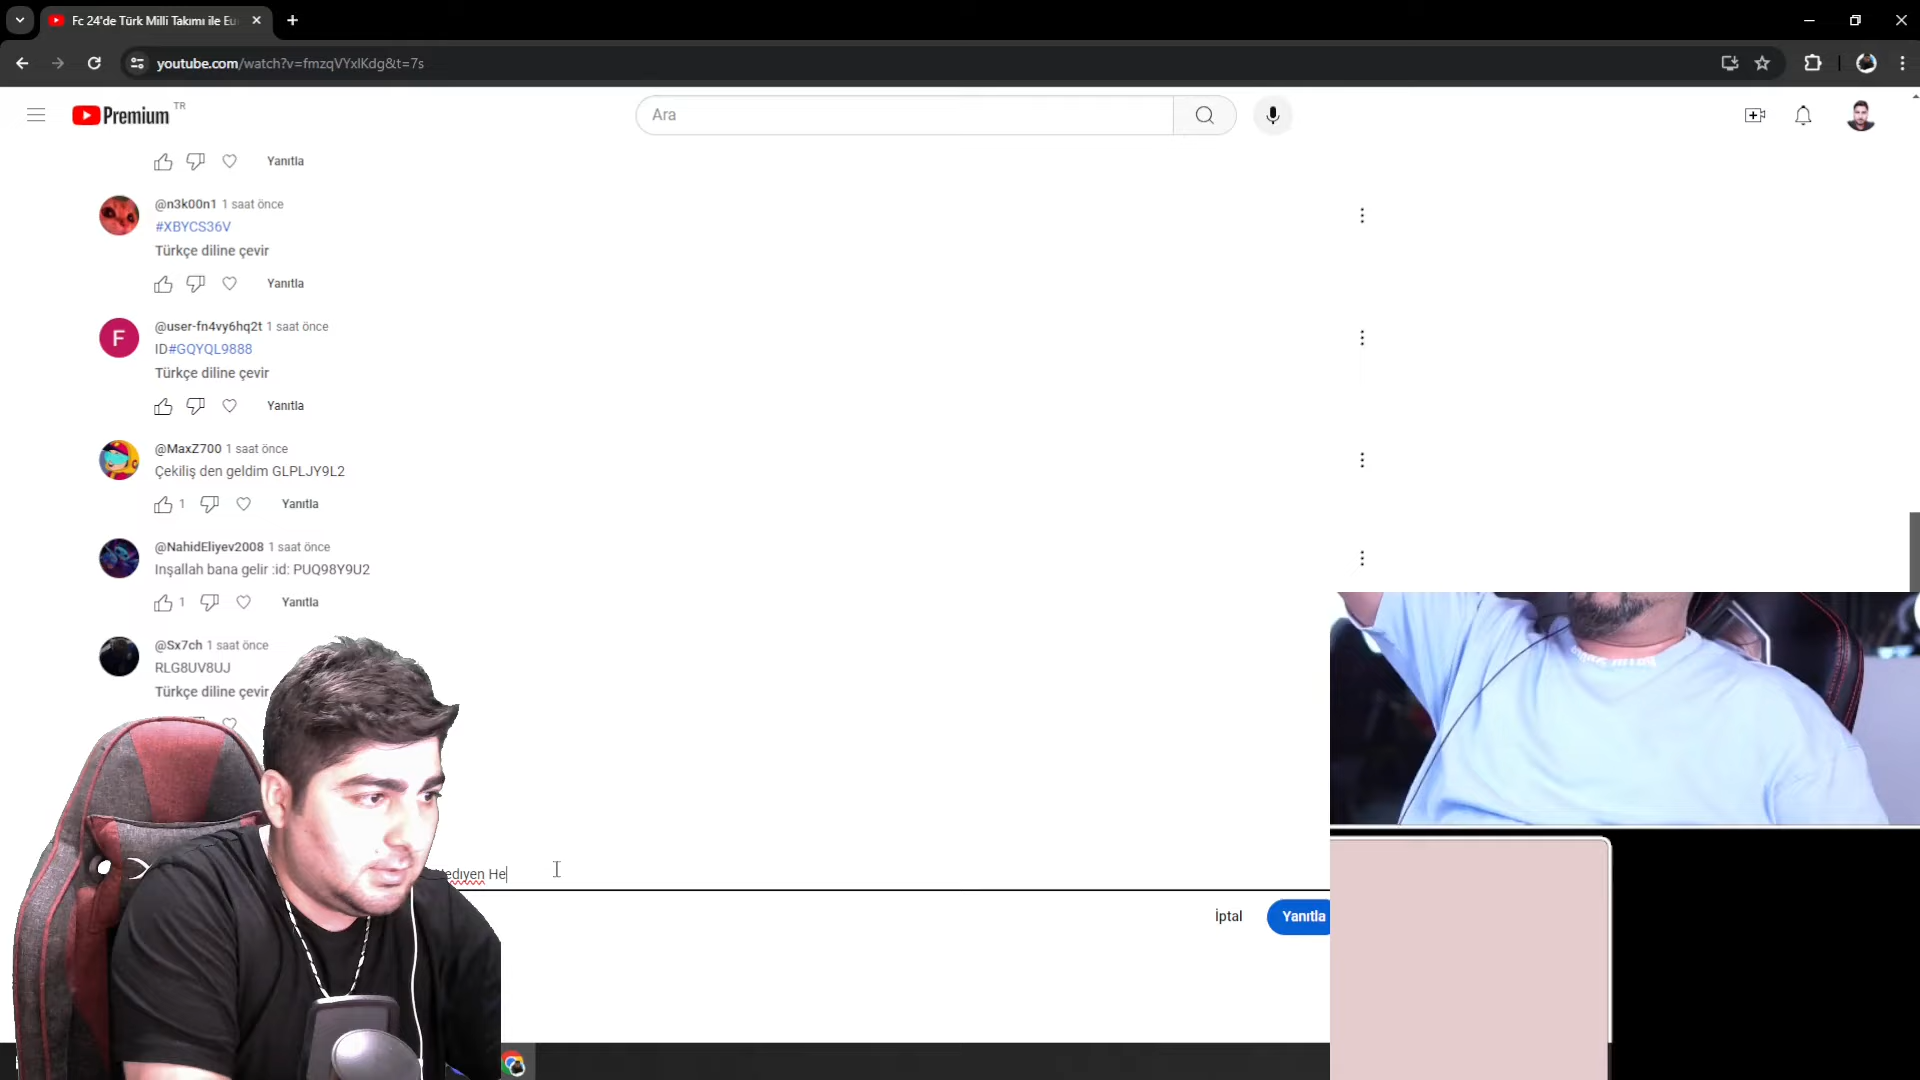 Fc 24'de Türk Milli Takımı ile Eu
youtube.com/watch?v=fmzqVYxlKdg&t=7s
Premium TR
Ara
Yanıtla
@n3k00n1 1 saat önce
#XBYCS36V
Türkçe diline çevir
Yanıtla
F
@user-fn4vy6hq2t 1 saat önce
ID#GQYQL9888
Türkçe diline çevir
Yanıtla
@MaxZ700 1 saat önce
Çekiliş den geldim GLPLJY9L2
1 Yanıtla
@NahidEliyev2008 1 saat önce
Inşallah bana gelir :id: PUQ98Y9U2
1 Yanıtla
@Sx7ch 1 saat önce
RLG8UV8UJ
Türkçe diline çevir
He
İptal Yanıtla